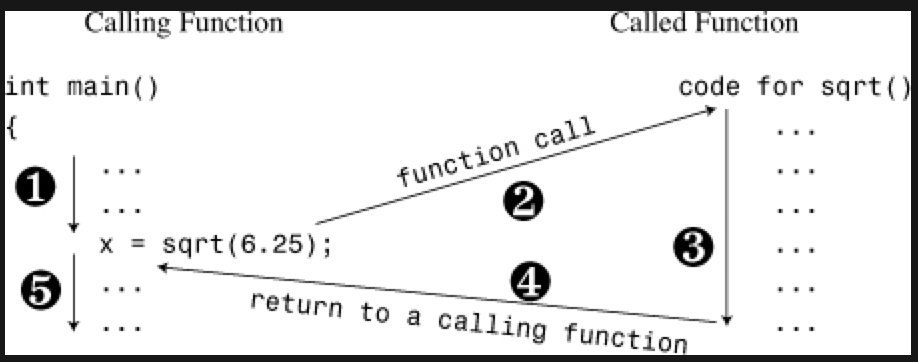 Calling Function
Called Function
int main()
code for sqrt()
{
...
❶
...
...
function call
...
❷
...
x = sqrt(6.25);
❸
...
❺
...
❹
...
return to a calling function
...
...